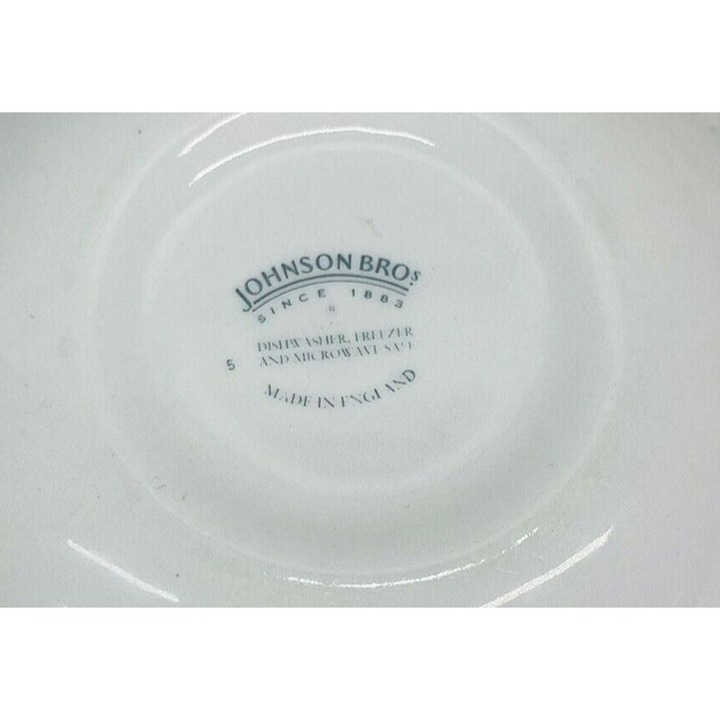 JOHNSON BROS.
SINCE 1883
®
DISHWASHER, FREEZER
5 AND MICROWAVE SAFE
MADE IN ENGLAND